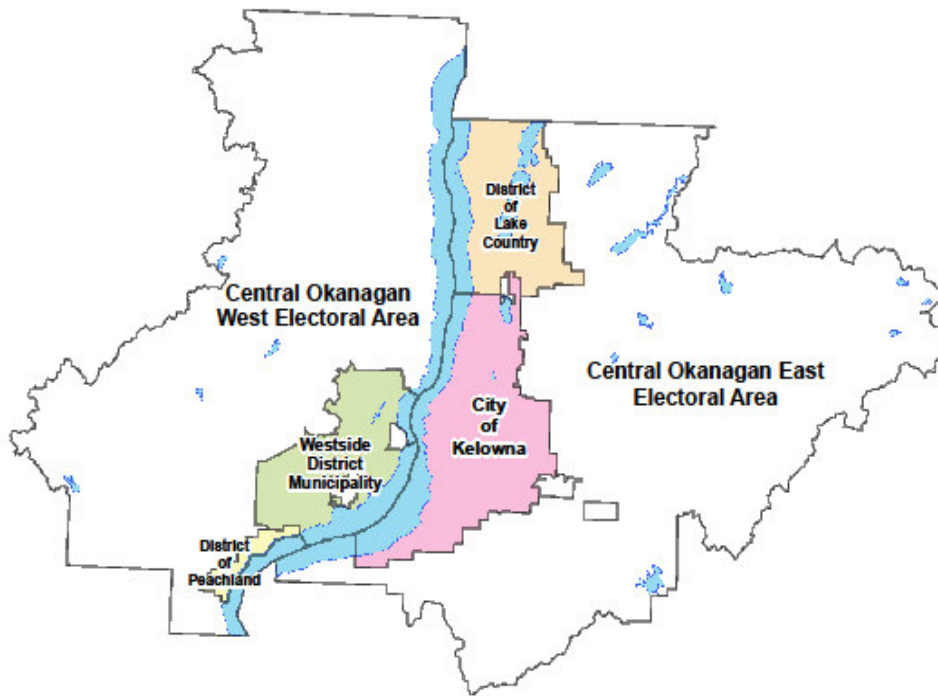 District
of
Lake
Country
Central Okanagan
West Electoral Area
Central Okanagan East
Electoral Area
City
of
Kelowna
Westside
District
Municipality
District
of
Peachland